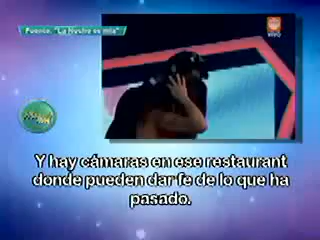 Fuente: "La Noche es mía"
VIVO
Y hay cámaras en ese restaurant
donde pueden dar fe de lo que ha
pasado.